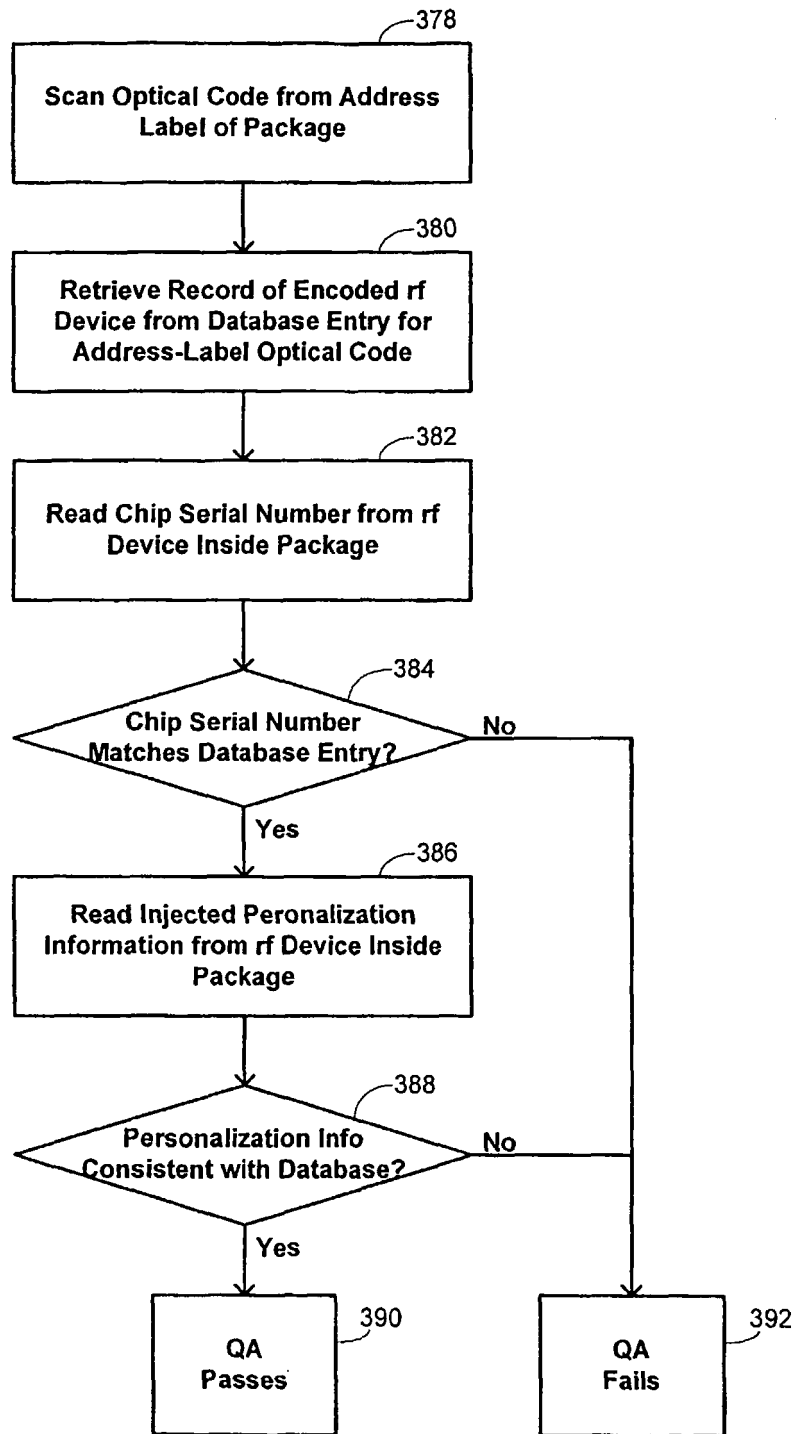 378
Scan Optical Code from Address
Label of Package
380
Retrieve Record of Encoded rf
Device from Database Entry for
Address-Label Optical Code
382
Read Chip Serial Number from rf
Device Inside Package
384
Chip Serial Number
Matches Database Entry?
No
Yes
386
Read Injected Peronalization
Information from rf Device Inside
Package
388
Personalization Info
Consistent with Database?
No
Yes
390
QA
Passes
392
QA
Fails